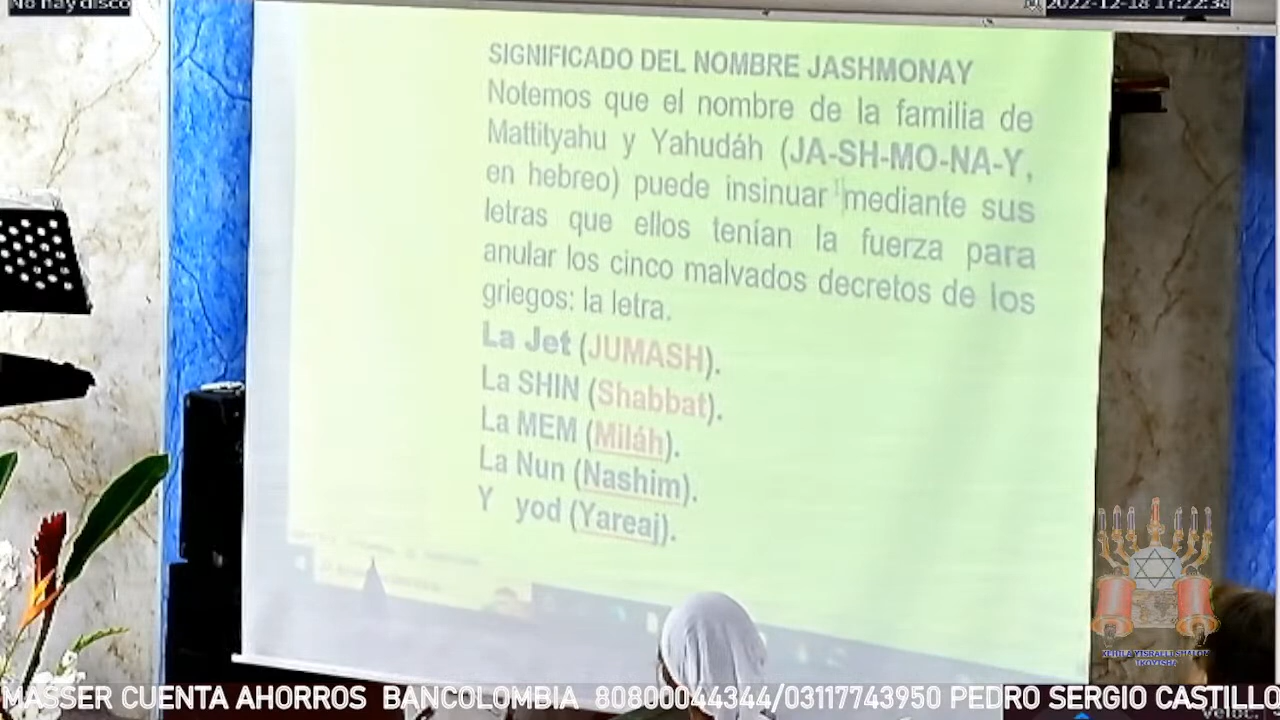 No hay disco
2022-12-18 17:22:38
SIGNIFICADO DEL NOMBRE JASHMONAY
Notemos que el nombre de la familia de
Mattityahu y Yahudáh (JA-SH-MO-NA-Y,
en hebreo) puede insinuar mediante sus
letras que ellos tenían la fuerza para
anular los cinco malvados decretos de los
griegos: la letra.
La Jet (JUMASH).
La SHIN (Shabbat).
La MEM (Miláh).
La Nun (Nashim).
Y yod (Yareaj).
KEHILA YISRAELI SHALOM
MASSER CUENTA AHORROS BANCOLOMBIA 80800044344/03117743950 PEDRO SERGIO CASTILLO